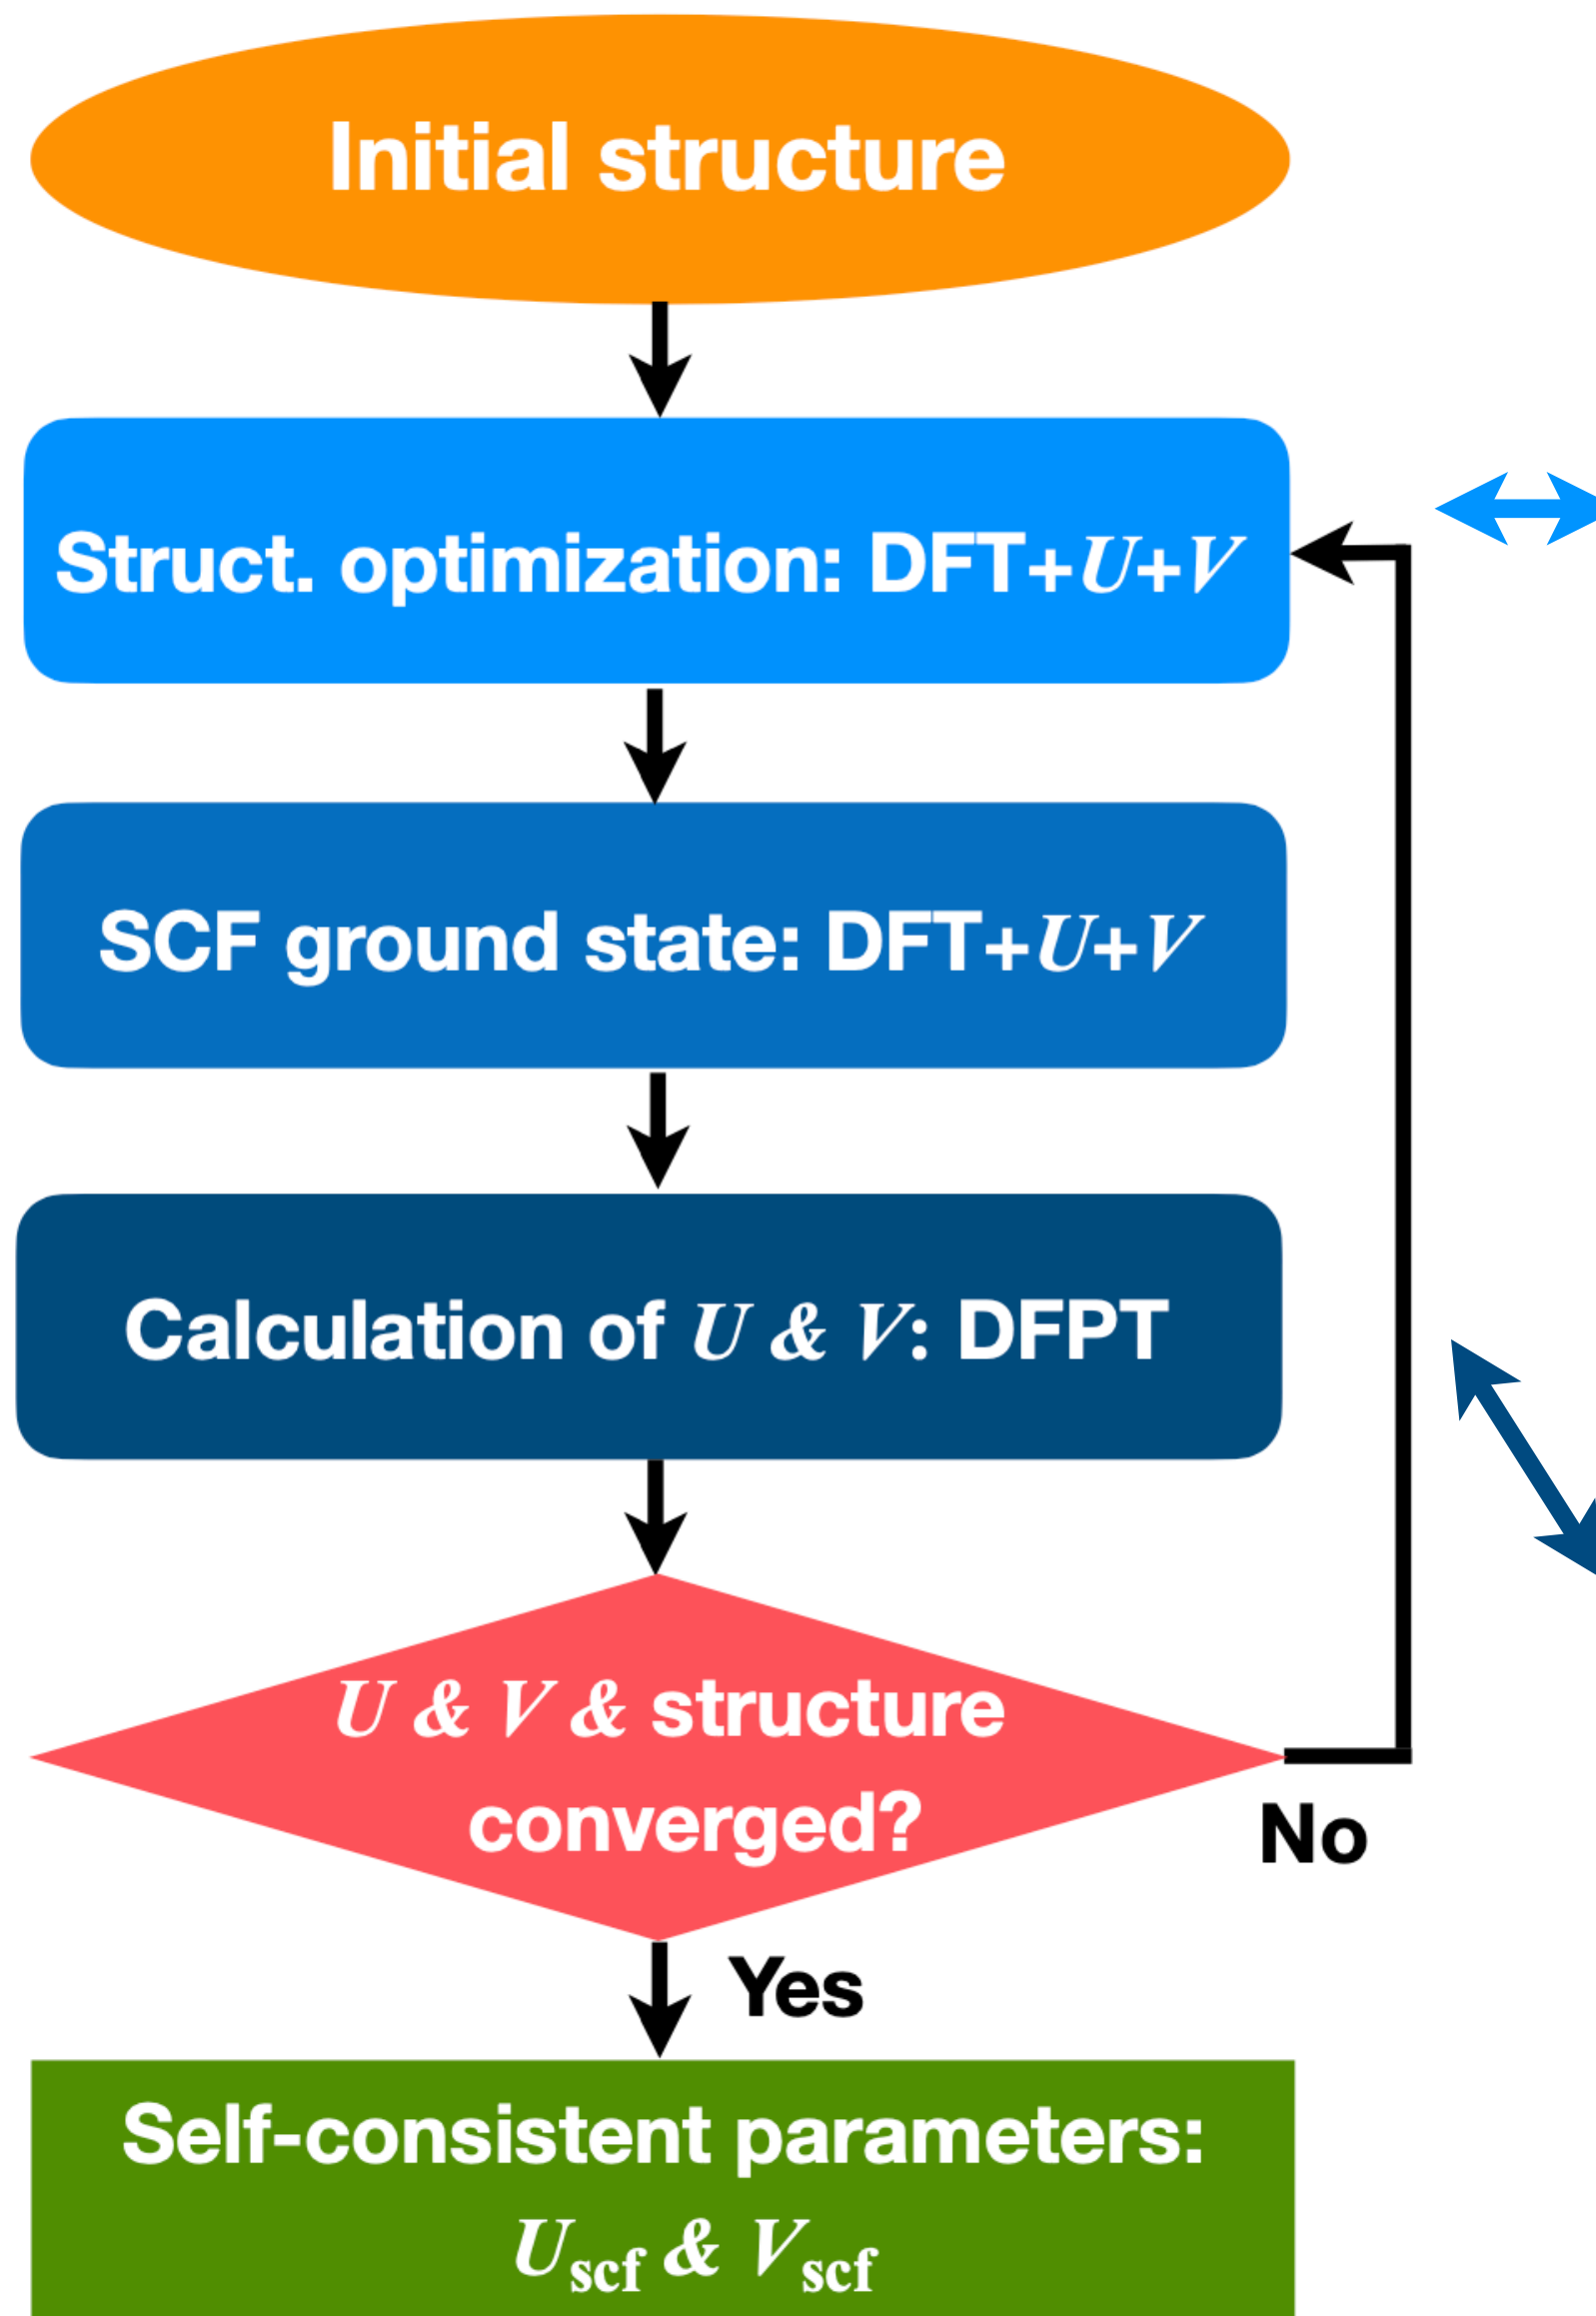 Initial structure
Struct. optimization: DFT+U+V
SCF ground state: DFT+U+V
Calculation of U & V: DFPT
U & V & structure
converged?
No
Yes
Self-consistent parameters:
Uscf & Vscf